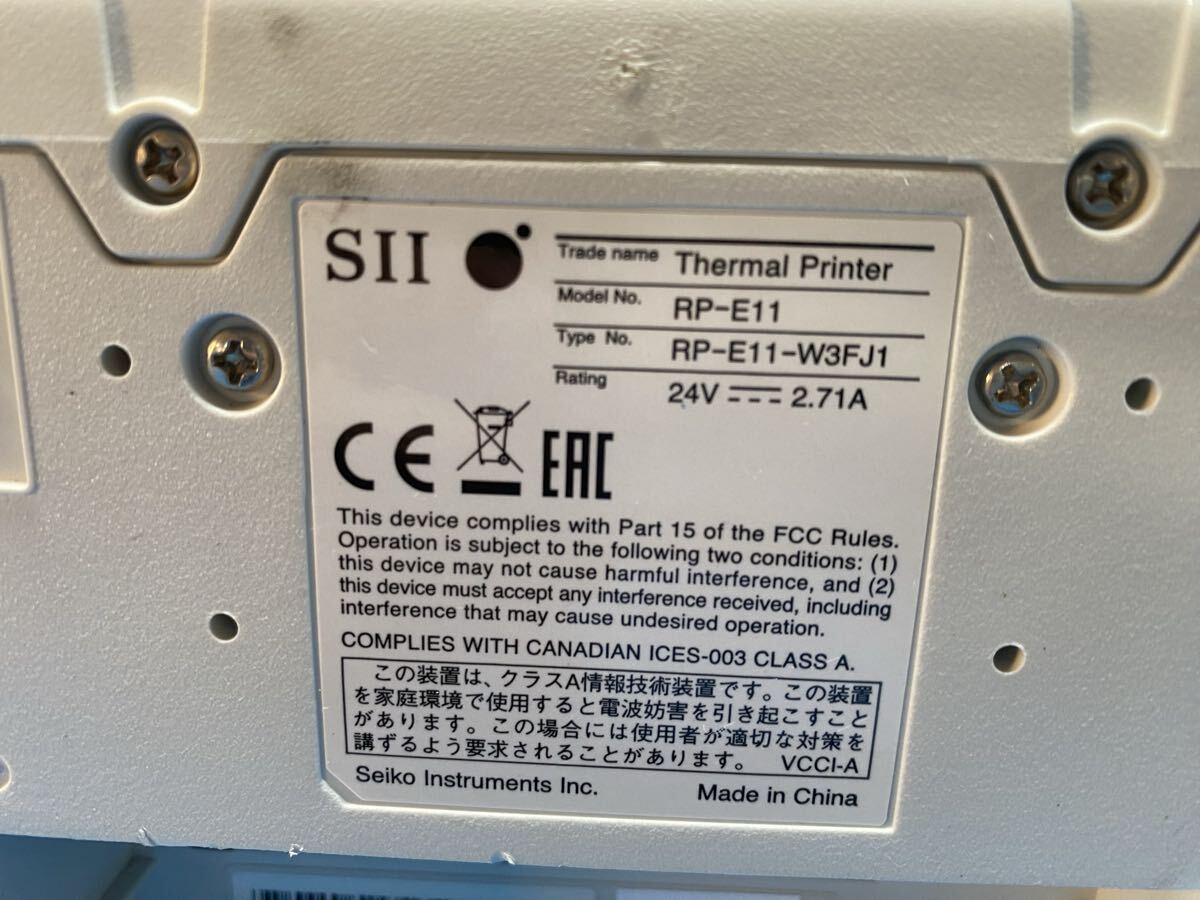 SII
Trade name Thermal Printer
Model No. RP-E11
Type No. RP-E11-W3FJ1
Rating 24V 2.71A
CE EAC
This device complies with Part 15 of the FCC Rules.
Operation is subject to the following two conditions: (1)
this device may not cause harmful interference, and (2)
this device must accept any interference received, including
interference that may cause undesired operation.
COMPLIES WITH CANADIAN ICES-003 CLASS A.
この装置は、クラスA情報技術装置です。この装置
を家庭環境で使用すると電波妨害を引き起こすこと
があります。この場合には使用者が適切な対策を
講ずるよう要求されることがあります。 VCCI-A
Seiko Instruments Inc. Made in China